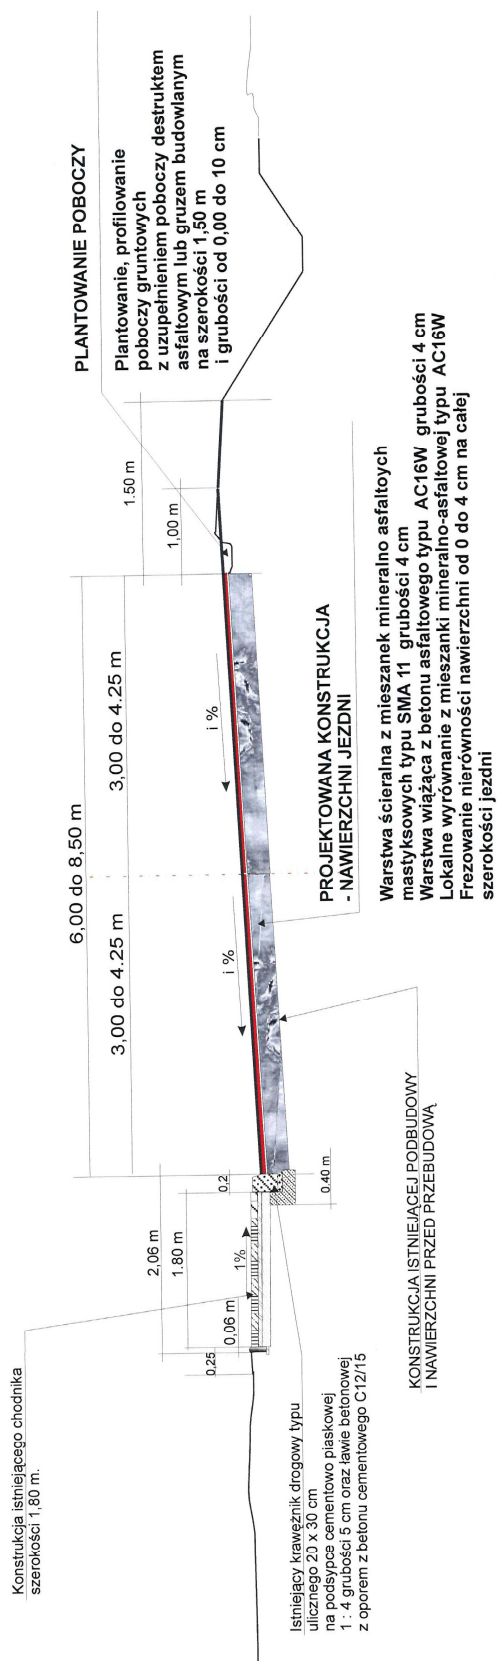 Konstrukcja istniejącego chodnika
szerokości 1,80 m.
PLANTOWANIE POBOCZY
Plantowanie, profilowanie
poboczy gruntowych
z uzupełnieniem poboczy destruktem
asfaltowym lub gruzem budowlanym
na szerokości 1,50 m
i grubości od 0,00 do 10 cm
6,00 do 8,50 m
3,00 do 4.25 m
3,00 do 4.25 m
1.50 m
1,00 m
2,06 m
1.80 m
0,2
0,25
0,06 m
1%
i %
i %
0.40 m
Istniejący krawężnik drogowy typu
ulicznego 20 x 30 cm
na podsypce cementowo piaskowej
1 : 4 grubości 5 cm oraz ławie betonowej
z oporem z betonu cementowego C12/15
KONSTRUKCJA ISTNIEJĄCEJ PODBUDOWY
I NAWIERZCHNI PRZED PRZEBUDOWĄ
PROJEKTOWANA KONSTRUKCJA
- NAWIERZCHNI JEZDNI
Warstwa ścieralna z mieszanek mineralno asfaltoych
mastyksowych typu SMA 11 grubości 4 cm
Warstwa wiążąca z betonu asfaltowego typu AC16W grubości 4 cm
Lokalne wyrównanie z mieszanki mineralno-asfaltowej typu AC16W
Frezowanie nierówności nawierzchni od 0 do 4 cm na całej
szerokości jezdni